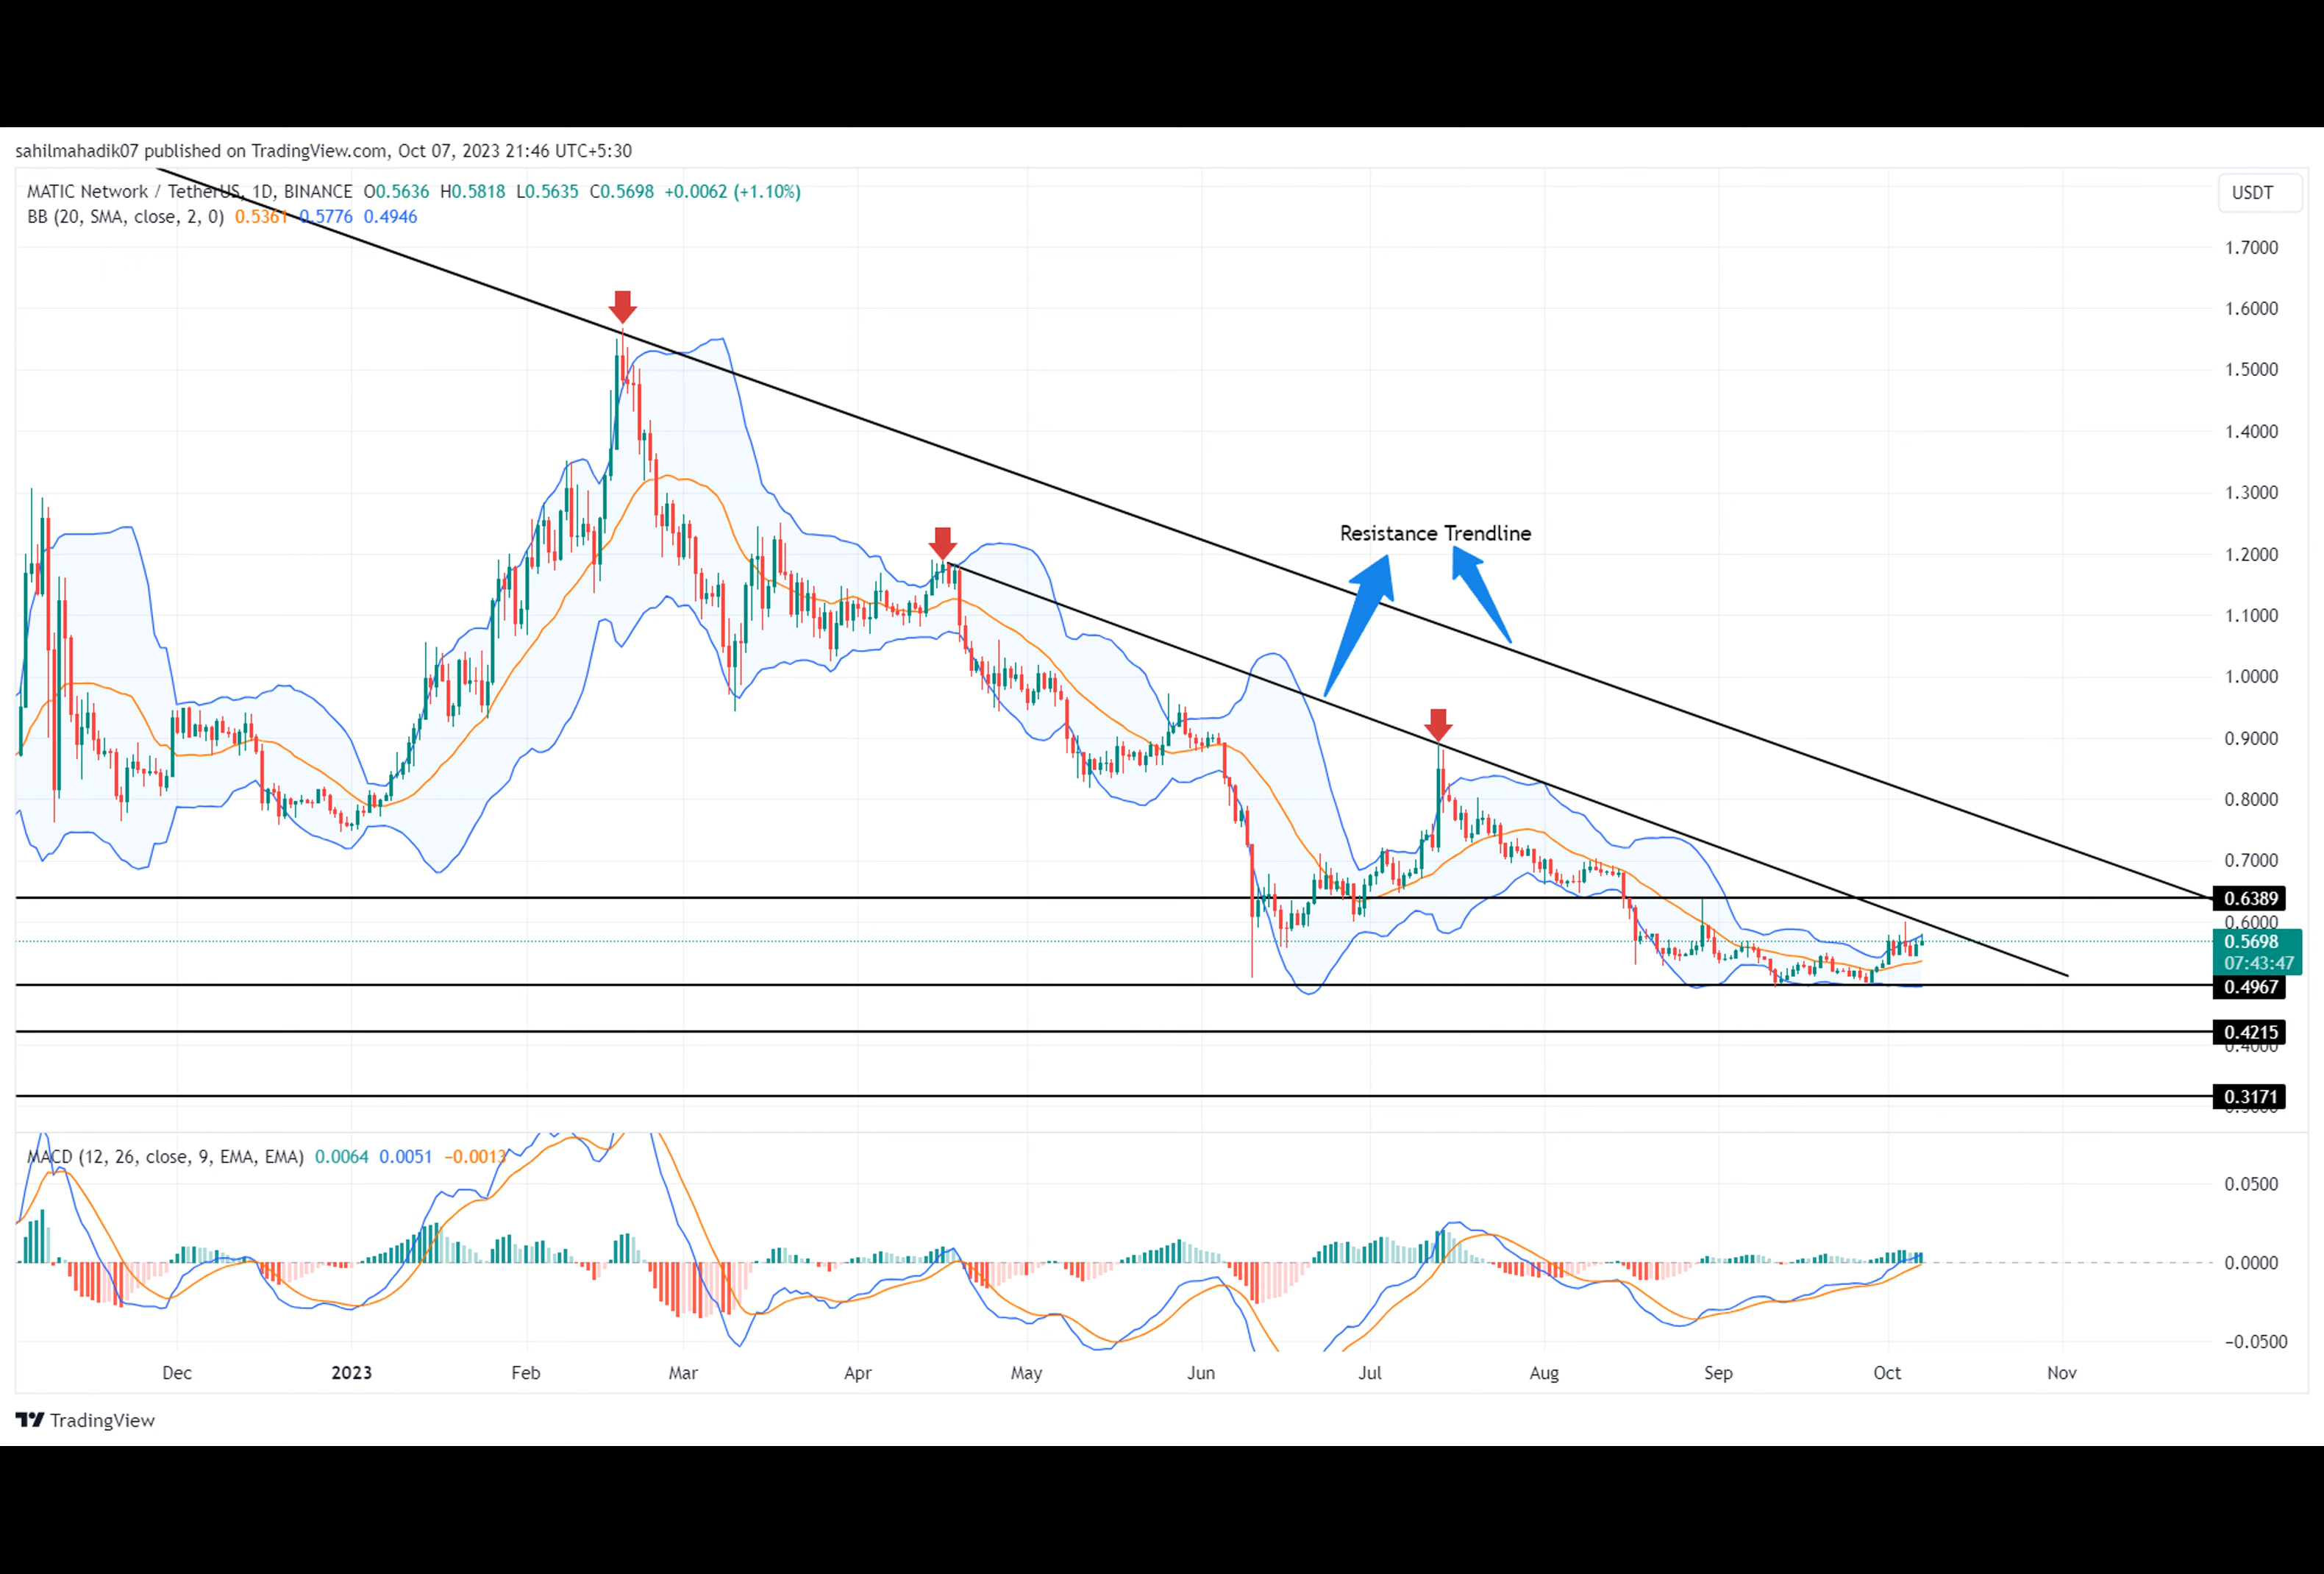 sahilmahadik07 published on TradingView.com, Oct 07, 2023 21:46 UTC+5:30
MATIC Network / TetherUS, 1D, BINANCE O0.5636 H0.5818 L0.5635 C0.5698 +0.0062 (+1.10%)
BB (20, SMA, close, 2, 0) 0.5361 0.5776 0.4946
USDT
1.7000
1.6000
1.5000
1.4000
1.3000
Resistance Trendline
1.2000
1.1000
1.0000
0.9000
0.8000
0.7000
0.6389
0.6000
0.5698
07:43:47
0.4967
0.4215
0.4000
0.3171
0.3000
MACD (12, 26, close, 9, EMA, EMA) 0.0064 0.0051 −0.0013
0.0500
0.0000
−0.0500
Dec 2023 Feb Mar Apr May Jun Jul Aug Sep Oct Nov
TradingView